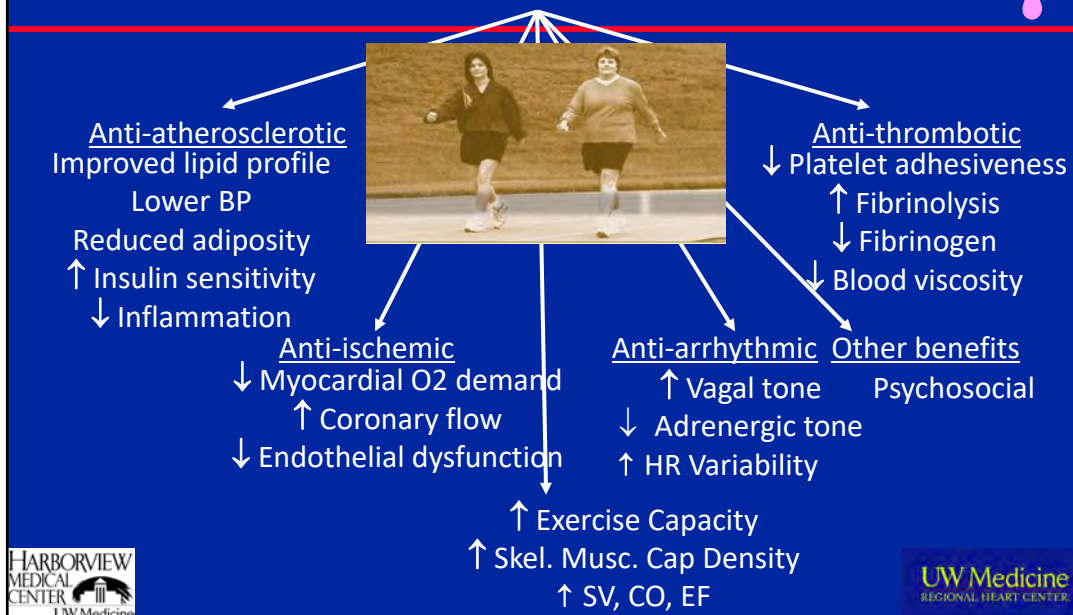 Anti-atherosclerotic
Improved lipid profile
Lower BP
Reduced adiposity
↑ Insulin sensitivity
↓ Inflammation
Anti-ischemic
↓ Myocardial O2 demand
↑ Coronary flow
↓ Endothelial dysfunction
↑ Exercise Capacity
↑ Skel. Musc. Cap Density
↑ SV, CO, EF
Anti-arrhythmic
↑ Vagal tone
↓ Adrenergic tone
↑ HR Variability
Other benefits
Psychosocial
Anti-thrombotic
↓ Platelet adhesiveness
↑ Fibrinolysis
↓ Fibrinogen
↓ Blood viscosity
HARBORVIEW
MEDICAL
CENTER
UW Medicine
UW Medicine
REGIONAL HEART CENTER